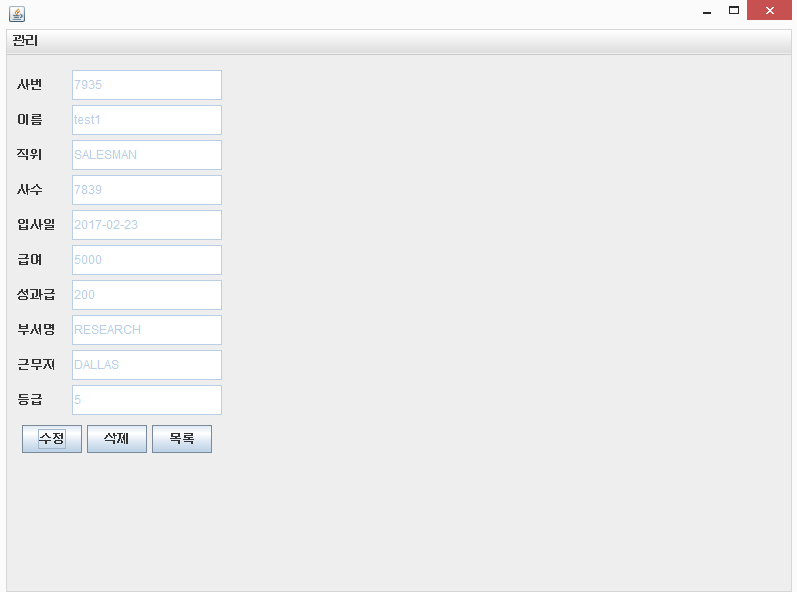 관리
사번 7935
이름 test1
직위 SALESMAN
사수 7839
입사일 2017-02-23
급여 5000
성과급 200
부서명 RESEARCH
근무지 DALLAS
등급 5
수정 삭제 목록